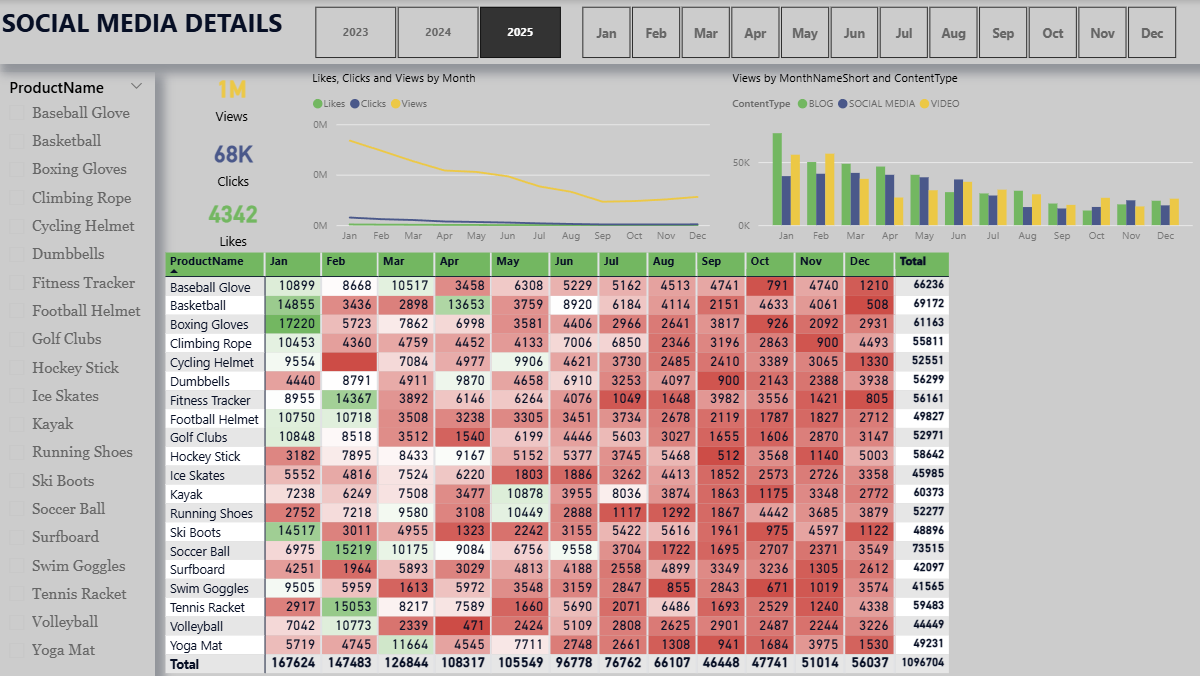 SOCIAL MEDIA DETAILS
2023 2024 2025 Jan Feb Mar Apr May Jun Jul Aug Sep Oct Nov Dec
ProductName
Baseball Glove
Basketball
Boxing Gloves
Climbing Rope
Cycling Helmet
Dumbbells
Fitness Tracker
Football Helmet
Golf Clubs
Hockey Stick
Ice Skates
Kayak
Running Shoes
Ski Boots
Soccer Ball
Surfboard
Swim Goggles
Tennis Racket
Volleyball
Yoga Mat
1M
Views
68K
Clicks
4342
Likes
Likes, Clicks and Views by Month
Likes Clicks Views
0M
0M
0M
Jan Feb Mar Apr May Jun Jul Aug Sep Oct Nov Dec
Views by MonthNameShort and ContentType
ContentType BLOG SOCIAL MEDIA VIDEO
50K
0K
Jan Feb Mar Apr May Jun Jul Aug Sep Oct Nov Dec
ProductName Jan Feb Mar Apr May Jun Jul Aug Sep Oct Nov Dec Total
Baseball Glove 10899 8668 10517 3458 6308 5229 5162 4513 4741 791 4740 1210 66236
Basketball 14855 3436 2898 13653 3759 8920 6184 4114 2151 4633 4061 508 69172
Boxing Gloves 17220 5723 7862 6998 3581 4406 2966 2641 3817 926 2092 2931 61163
Climbing Rope 10453 4360 4759 4452 4133 7006 6850 2346 3196 2863 900 4493 55811
Cycling Helmet 9554 7084 4977 9906 4621 3730 2485 2410 3389 3065 1330 52551
Dumbbells 4440 8791 4911 9870 4658 6910 3253 4097 900 2143 2388 3938 56299
Fitness Tracker 8955 14367 3892 6146 6264 4076 1049 1648 3982 3556 1421 805 56161
Football Helmet 10750 10718 3508 3238 3305 3451 3734 2678 2119 1787 1827 2712 49827
Golf Clubs 10848 8518 3512 1540 6199 4446 5603 3027 1655 1606 2870 3147 52971
Hockey Stick 3182 7895 8433 9167 5152 5377 3745 5468 512 3568 1140 5003 58642
Ice Skates 5552 4816 7524 6220 1803 1886 3262 4413 1852 2573 2726 3358 45985
Kayak 7238 6249 7508 3477 10878 3955 8036 3874 1863 1175 3348 2772 60373
Running Shoes 2752 7218 9580 3108 10449 2888 1117 1292 1867 4442 3685 3879 52277
Ski Boots 14517 3011 4955 1323 2242 3155 5422 5616 1961 975 4597 1122 48896
Soccer Ball 6975 15219 10175 9084 6756 9558 3704 1722 1695 2707 2371 3549 73515
Surfboard 4251 1964 5893 3029 4813 4188 2558 4899 3349 3236 1305 2612 42097
Swim Goggles 9505 5959 1613 5972 3548 3159 2847 855 2843 671 1019 3574 41565
Tennis Racket 2917 15053 8217 7589 1660 5690 2071 6486 1693 2529 1240 4338 59483
Volleyball 7042 10773 2339 471 2424 5109 2808 2625 2901 2487 2244 3226 44449
Yoga Mat 5719 4745 11664 4545 7711 2748 2661 1308 941 1684 3975 1530 49231
Total 167624 147483 126844 108317 105549 96778 76762 66107 46448 47741 51014 56037 1096704